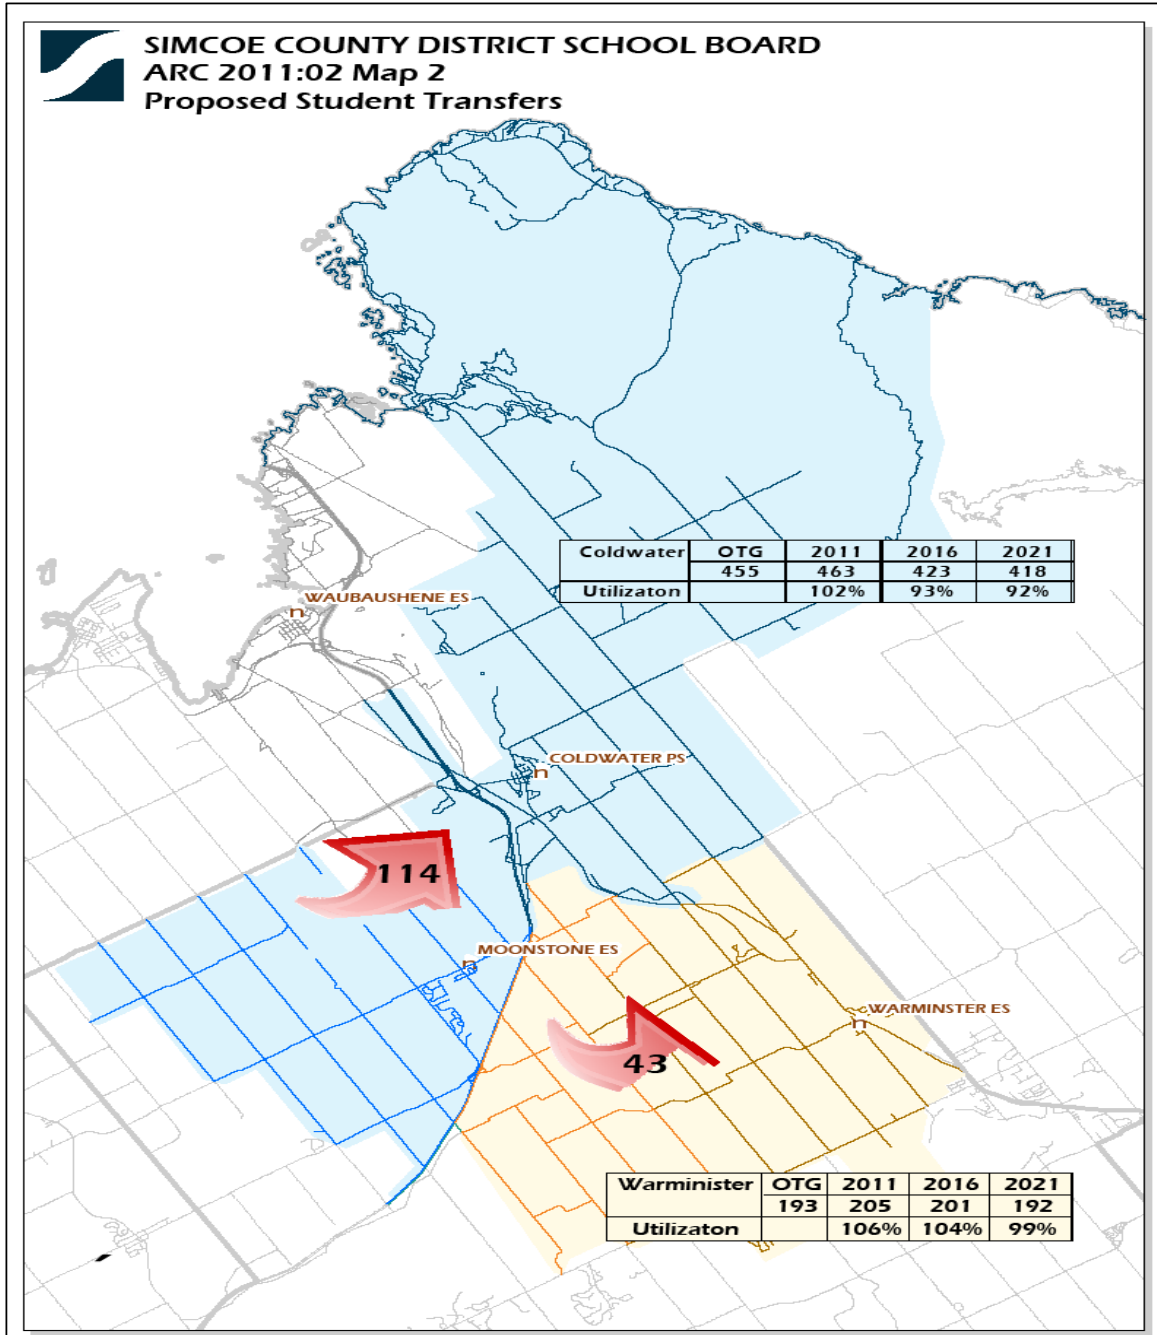 SIMCOE COUNTY DISTRICT SCHOOL BOARD
ARC 2011:02 Map 2
Proposed Student Transfers
Coldwater OTG 2011 2016 2021
455 463 423 418
Utilizaton 102% 93% 92%
WAUBAUSHENE ES
n
COLDWATER PS
n
114
MOONSTONE ES
n
WARMINSTER ES
n
43
Warminister OTG 2011 2016 2021
193 205 201 192
Utilizaton 106% 104% 99%